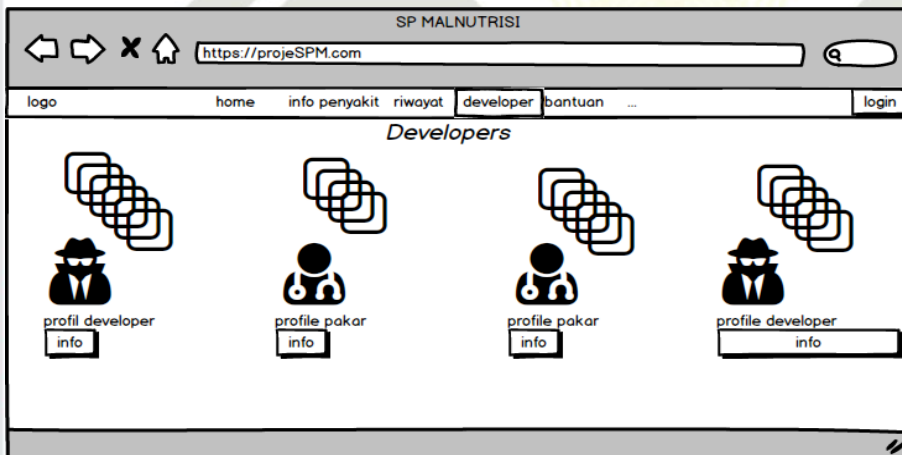 SP MALNUTRISI
https://projeSPM.com
logo home info penyakit riwayat developer bantuan ... login
Developers
profil developer profile pakar profile pakar profile developer
info info info info